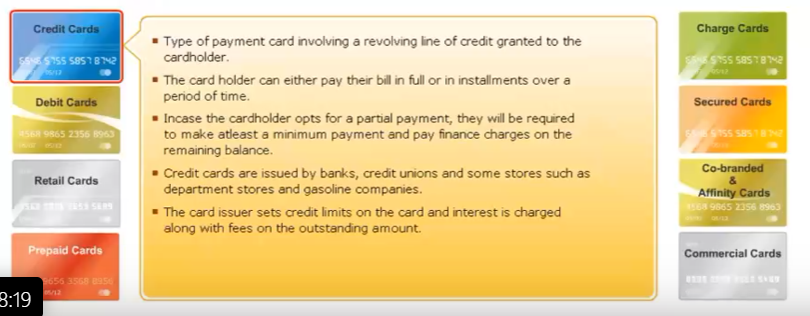 Credit Cards
5546 5755 5857 8742
05/12
Debit Cards
4568 9865 2356 8963
05/12
Retail Cards
Prepaid Cards
9656 3568 8956
05/12
8:19
Type of payment card involving a revolving line of credit granted to the
cardholder.
The card holder can either pay their bill in full or in installments over a
period of time.
Incase the cardholder opts for a partial payment, they will be required
to make atleast a minimum payment and pay finance charges on the
remaining balance.
Credit cards are issued by banks, credit unions and some stores such as
department stores and gasoline companies.
The card issuer sets credit limits on the card and interest is charged
along with fees on the outstanding amount.
Charge Cards
5546 5755 5857 8742
Secured Cards
5546 5755 5857 8742
Co-branded
&
Affinity Cards
4568 9865 2356 8963
Commercial Cards